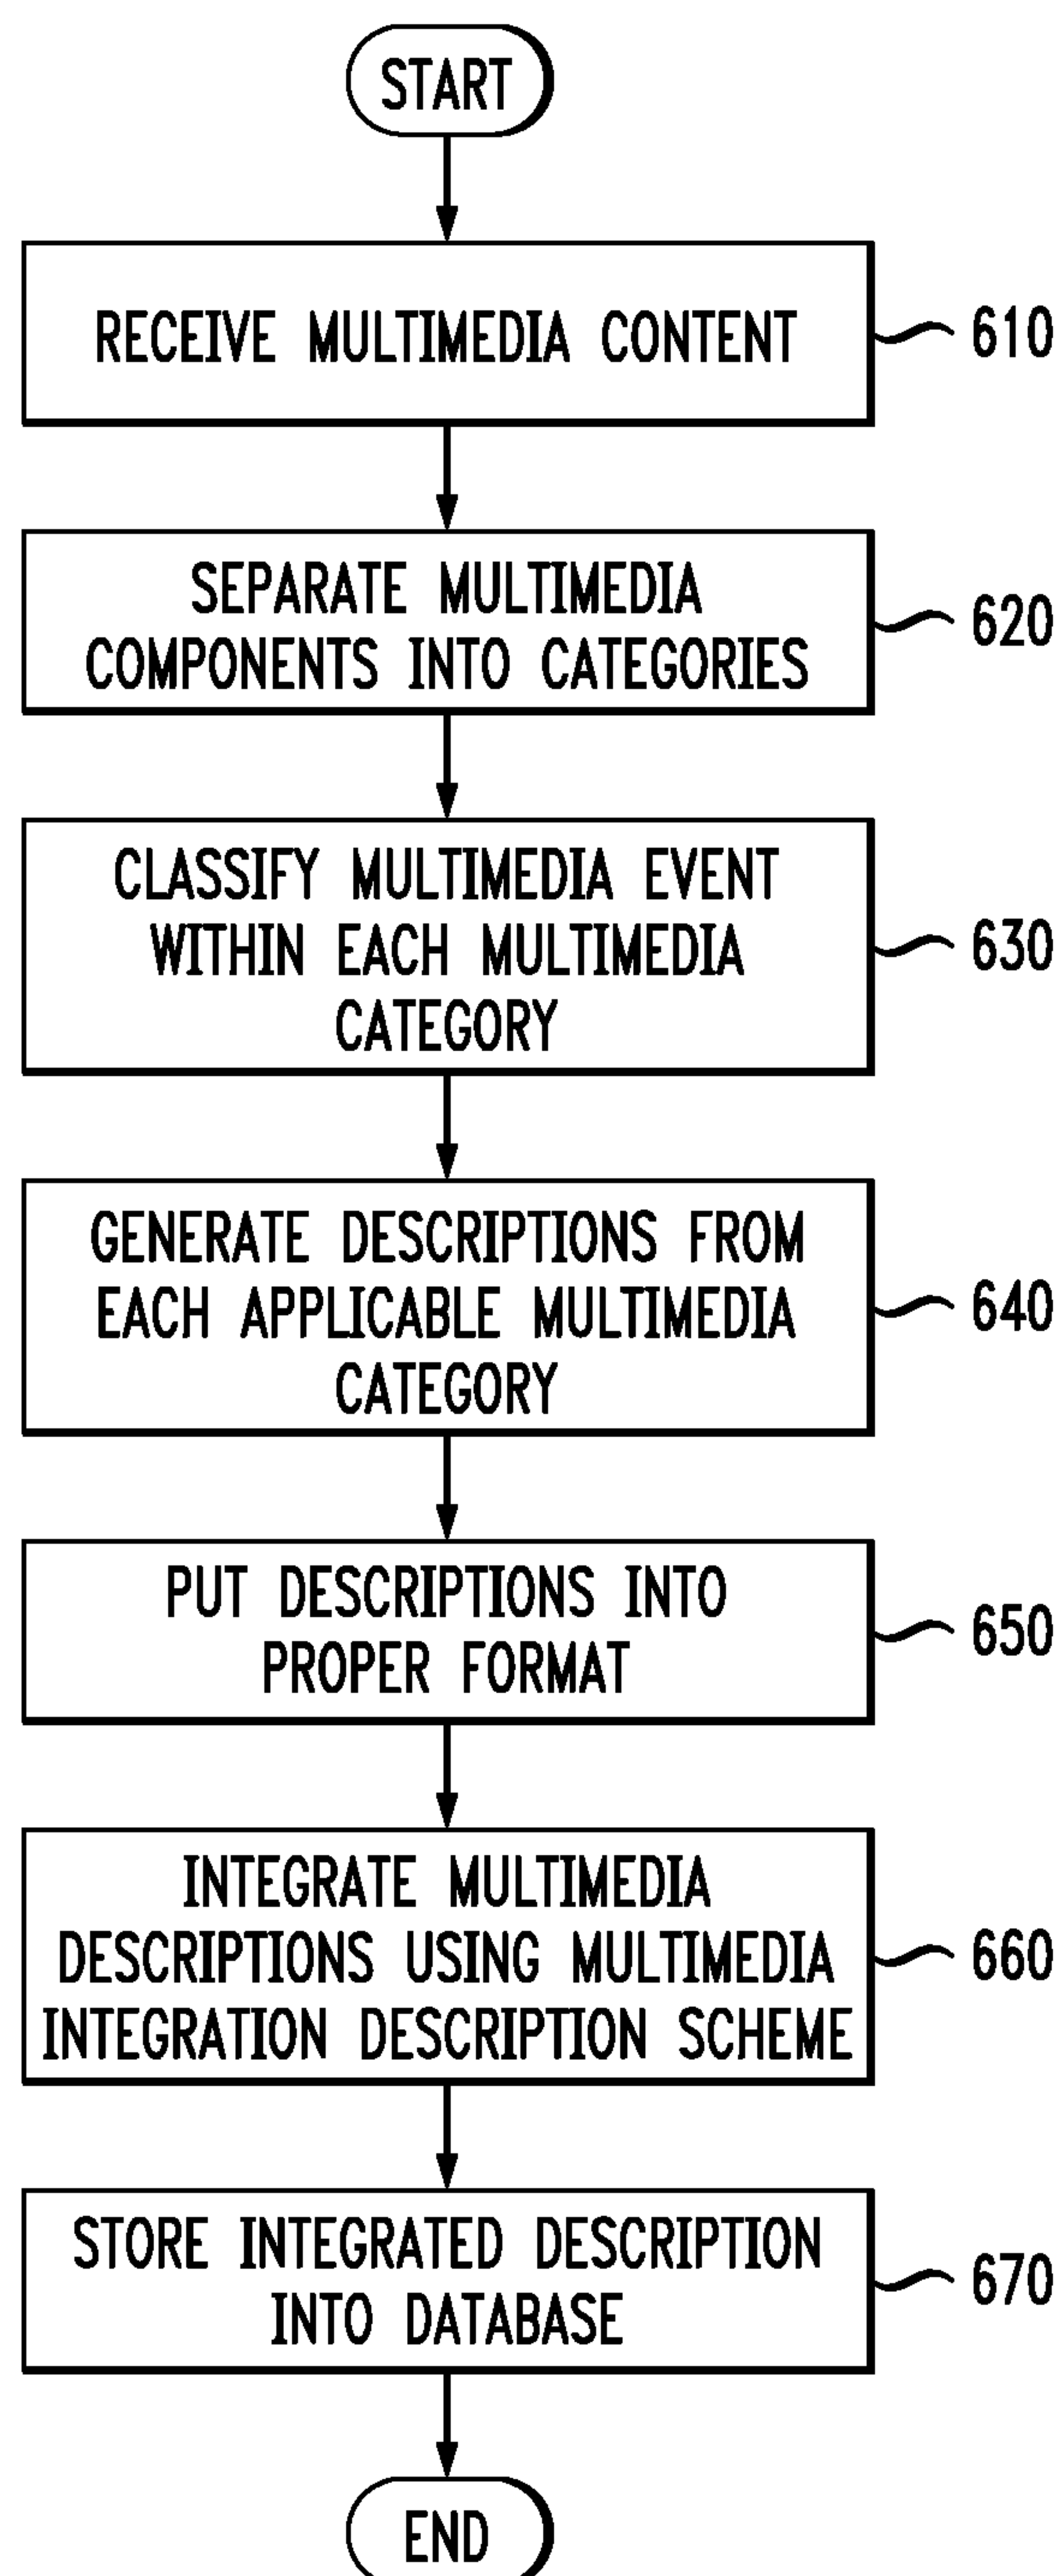 START
RECEIVE MULTIMEDIA CONTENT
610
SEPARATE MULTIMEDIA
COMPONENTS INTO CATEGORIES
620
CLASSIFY MULTIMEDIA EVENT
WITHIN EACH MULTIMEDIA
CATEGORY
630
GENERATE DESCRIPTIONS FROM
EACH APPLICABLE MULTIMEDIA
CATEGORY
640
PUT DESCRIPTIONS INTO
PROPER FORMAT
650
INTEGRATE MULTIMEDIA
DESCRIPTIONS USING MULTIMEDIA
INTEGRATION DESCRIPTION SCHEME
660
STORE INTEGRATED DESCRIPTION
INTO DATABASE
670
END